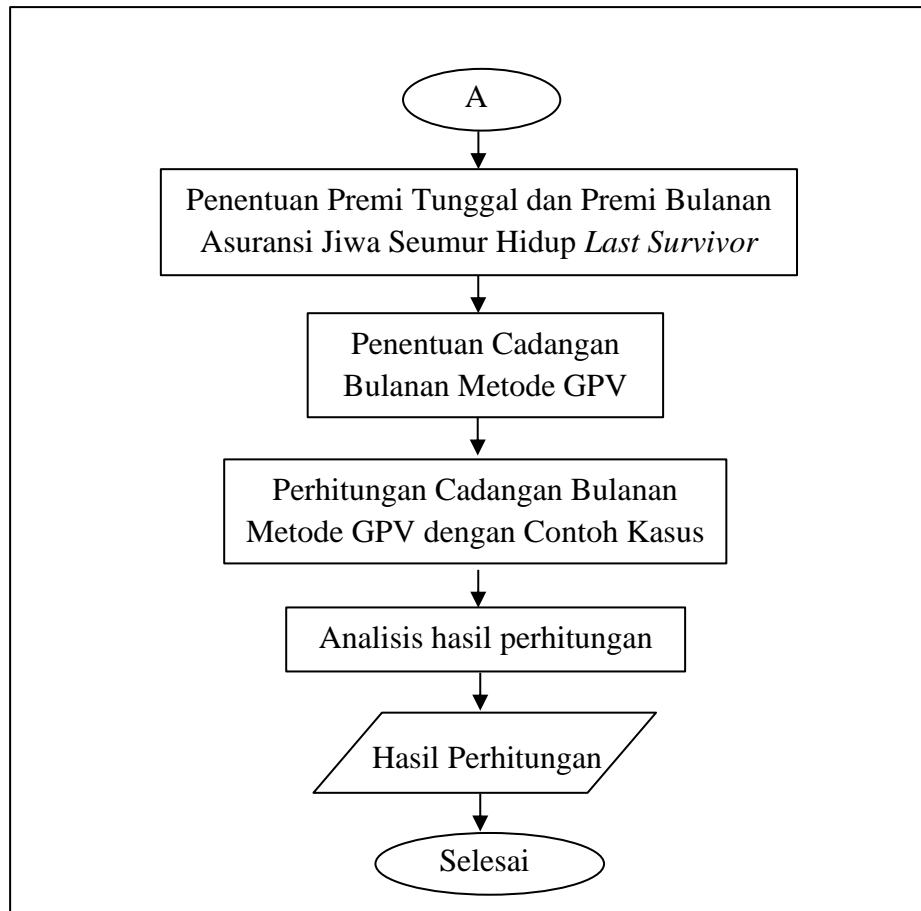 A
Penentuan Premi Tunggal dan Premi Bulanan
Asuransi Jiwa Seumur Hidup Last Survivor
Penentuan Cadangan
Bulanan Metode GPV
Perhitungan Cadangan Bulanan
Metode GPV dengan Contoh Kasus
Analisis hasil perhitungan
Hasil Perhitungan
Selesai